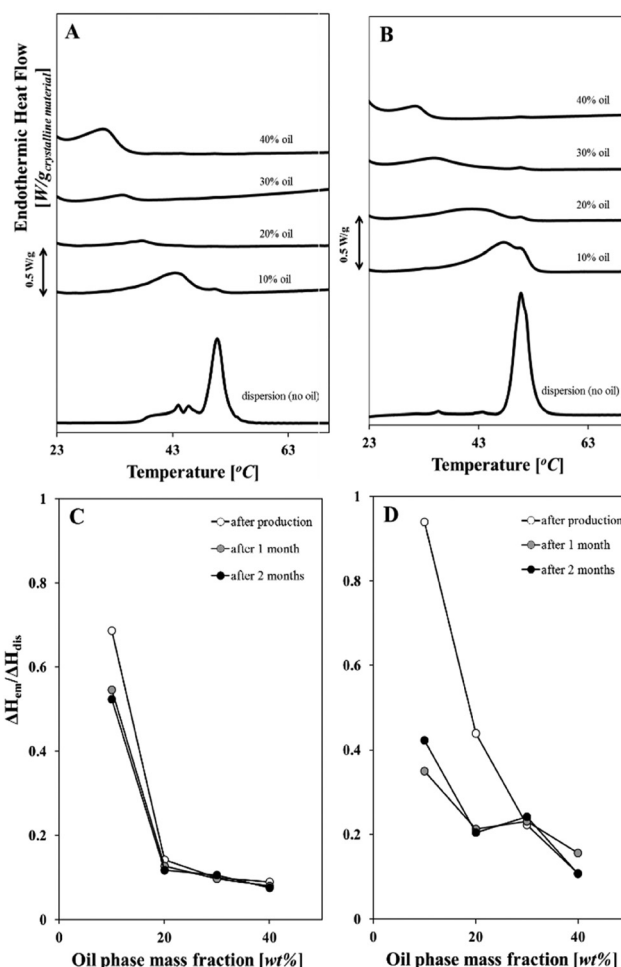 A
Endothermic Heat Flow
[W/g crystalline material]
0.5 W/g
40% oil
30% oil
20% oil
10% oil
dispersion (no oil)
23 43 63
Temperature [°C]
B
0.5 W/g
40% oil
30% oil
20% oil
10% oil
dispersion (no oil)
23 43 63
Temperature [°C]
C
after production
after 1 month
after 2 months
ΔHem/ΔHdis
1
0.8
0.6
0.4
0.2
0
0 20 40
Oil phase mass fraction [wt%]
D
after production
after 1 month
after 2 months
1
0.8
0.6
0.4
0.2
0
0 20 40
Oil phase mass fraction [wt%]